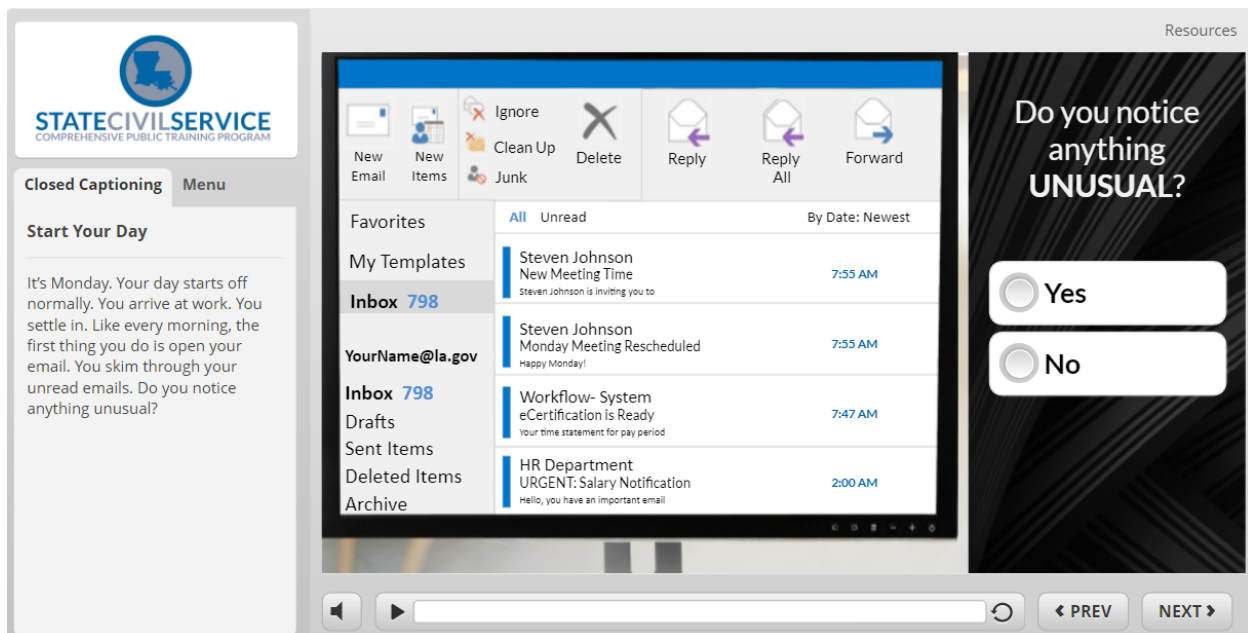 Resources
STATECIVILSERVICE
COMPREHENSIVE PUBLIC TRAINING PROGRAM
Closed Captioning Menu
Start Your Day
It's Monday. Your day starts off
normally. You arrive at work. You
settle in. Like every morning, the
first thing you do is open your
email. You skim through your
unread emails. Do you notice
anything unusual?
New
Email
New
Items
Ignore
Clean Up
Junk
Delete
Reply
Reply
All
Forward
Favorites
My Templates
Inbox 798
YourName@la.gov
Inbox 798
Drafts
Sent Items
Deleted Items
Archive
All Unread By Date: Newest
Steven Johnson
New Meeting Time 7:55 AM
Steven Johnson is inviting you to
Steven Johnson
Monday Meeting Rescheduled 7:55 AM
Happy Monday!
Workflow- System
eCertification is Ready 7:47 AM
Your time statement for pay period
HR Department
URGENT: Salary Notification 2:00 AM
Hello, you have an important email
Do you notice
anything
UNUSUAL?
Yes
No
PREV NEXT